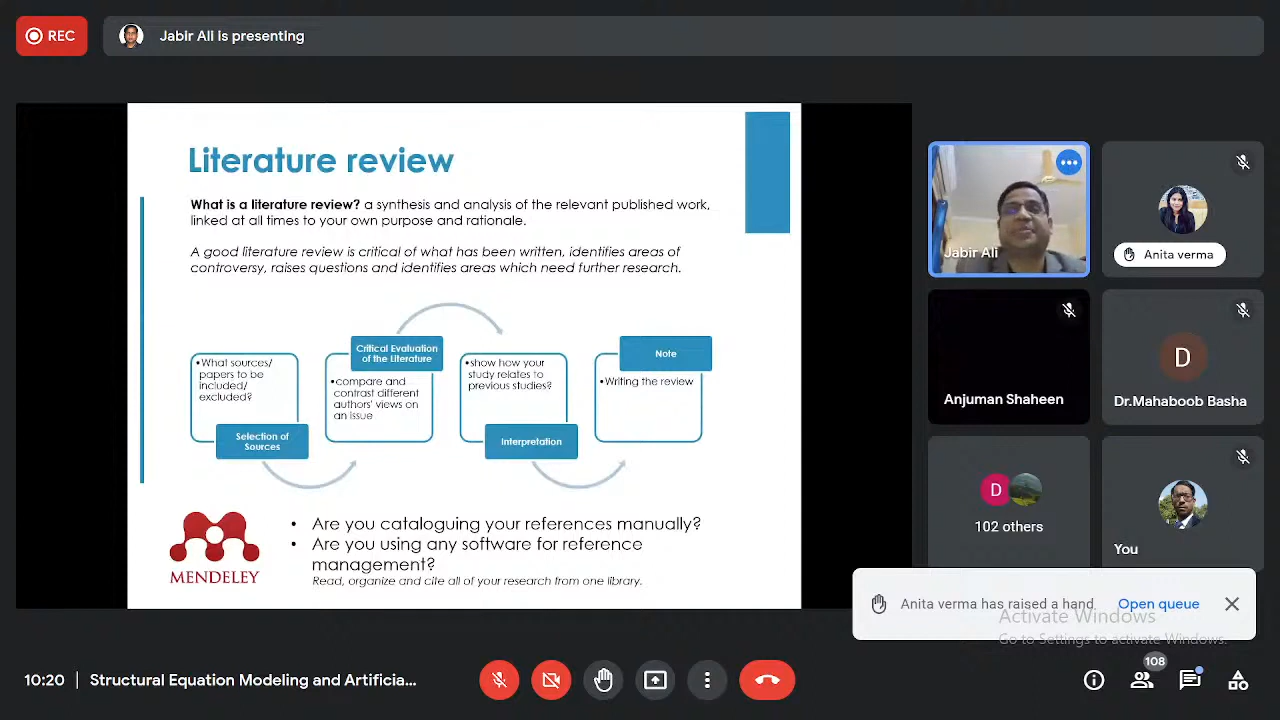 REC
Jabir Ali is presenting
Literature review
What is a literature review? a synthesis and analysis of the relevant published work,
linked at all times to your own purpose and rationale.
A good literature review is critical of what has been written, identifies areas of
controversy, raises questions and identifies areas which need further research.
•What sources/
papers to be
included/
excluded?
Selection of
Sources
Critical Evaluation
of the Literature
•compare and
contrast different
authors' views on
an issue
•show how your
study relates to
previous studies?
Interpretation
Note
•Writing the review
MENDELEY
• Are you cataloguing your references manually?
• Are you using any software for reference
management?
Read, organize and cite all of your research from one library.
Jabir Ali
Anita verma
Anjuman Shaheen
D
Dr.Mahaboob Basha
D
102 others
You
Anita verma has raised a hand
Open queue
Activate Windows
Go to Settings to activate Windows.
10:20
Structural Equation Modeling and Artificia...
108